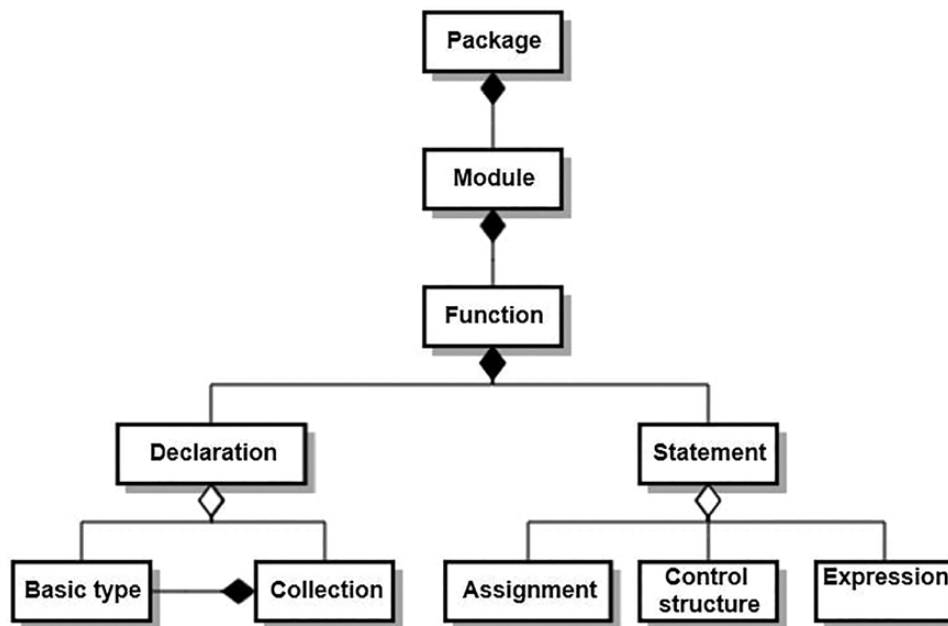 Package
Module
Function
Declaration
Statement
Basic type
Collection
Assignment
Control
structure
Expression